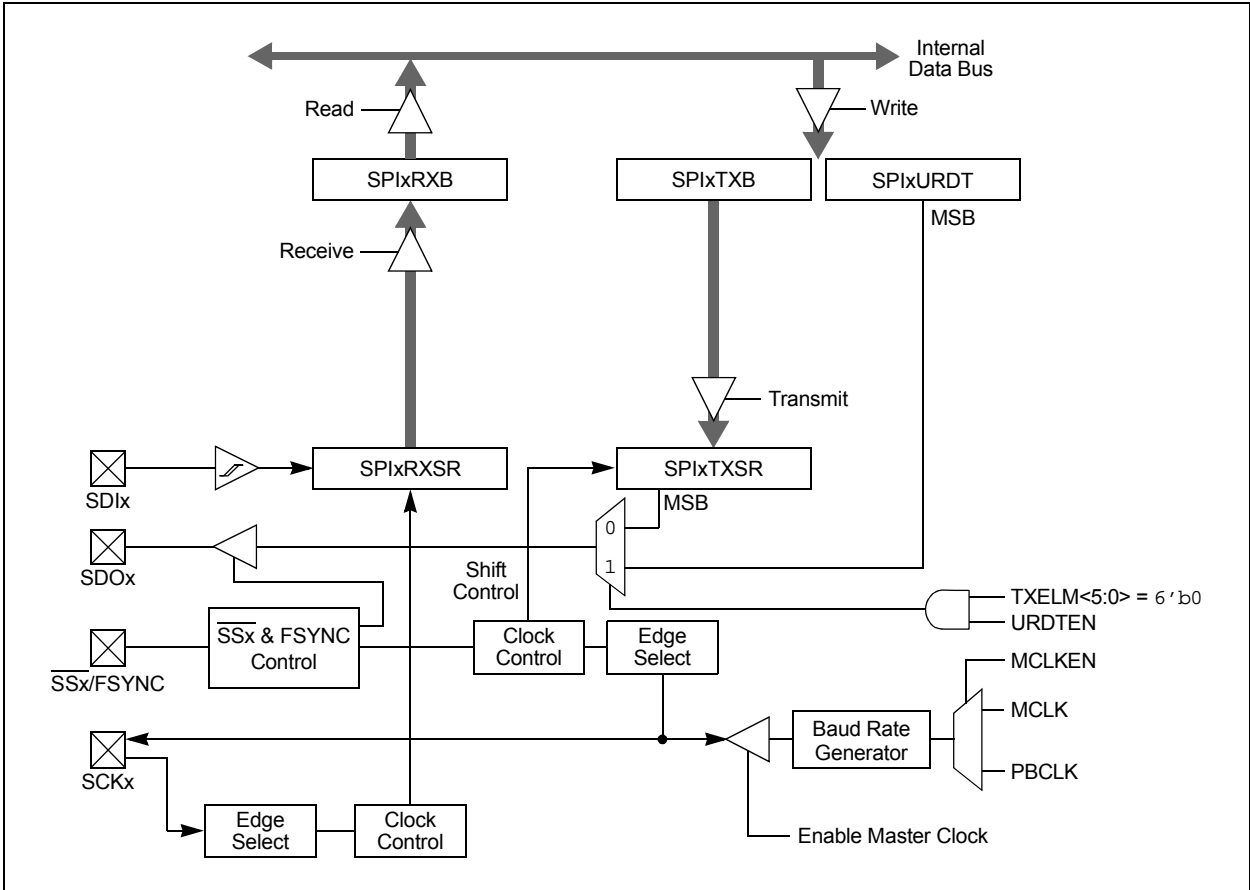 Internal
Data Bus
Read
Write
SPIxRXB
SPIxTXB
SPIxURDT
MSB
Receive
Transmit
SDIx
SPIxRXSR
SPIxTXSR
MSB
0
SDOx
1
Shift
Control
TXELM<5:0> = 6'b0
URDTEN
SSx & FSYNC
Control
Clock
Control
Edge
Select
SSx/FSYNC
MCLKEN
MCLK
Baud Rate
Generator
PBCLK
SCKx
Edge
Select
Clock
Control
Enable Master Clock